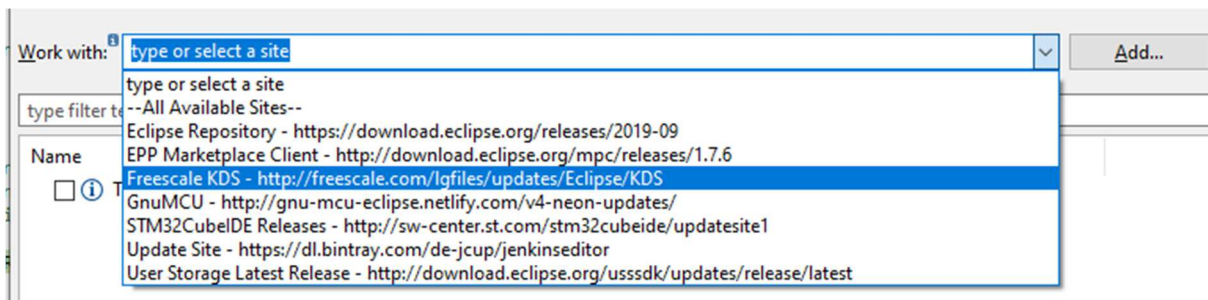 Work with: type or select a site Add...
type or select a site
--All Available Sites--
type filter te
Eclipse Repository - https://download.eclipse.org/releases/2019-09
EPP Marketplace Client - http://download.eclipse.org/mpc/releases/1.7.6
Name
Freescale KDS - http://freescale.com/lgfiles/updates/Eclipse/KDS
T
GnuMCU - http://gnu-mcu-eclipse.netlify.com/v4-neon-updates/
STM32CubeIDE Releases - http://sw-center.st.com/stm32cubeide/updatesite1
Update Site - https://dl.bintray.com/de-jcup/jenkinseditor
User Storage Latest Release - http://download.eclipse.org/usssdk/updates/release/latest